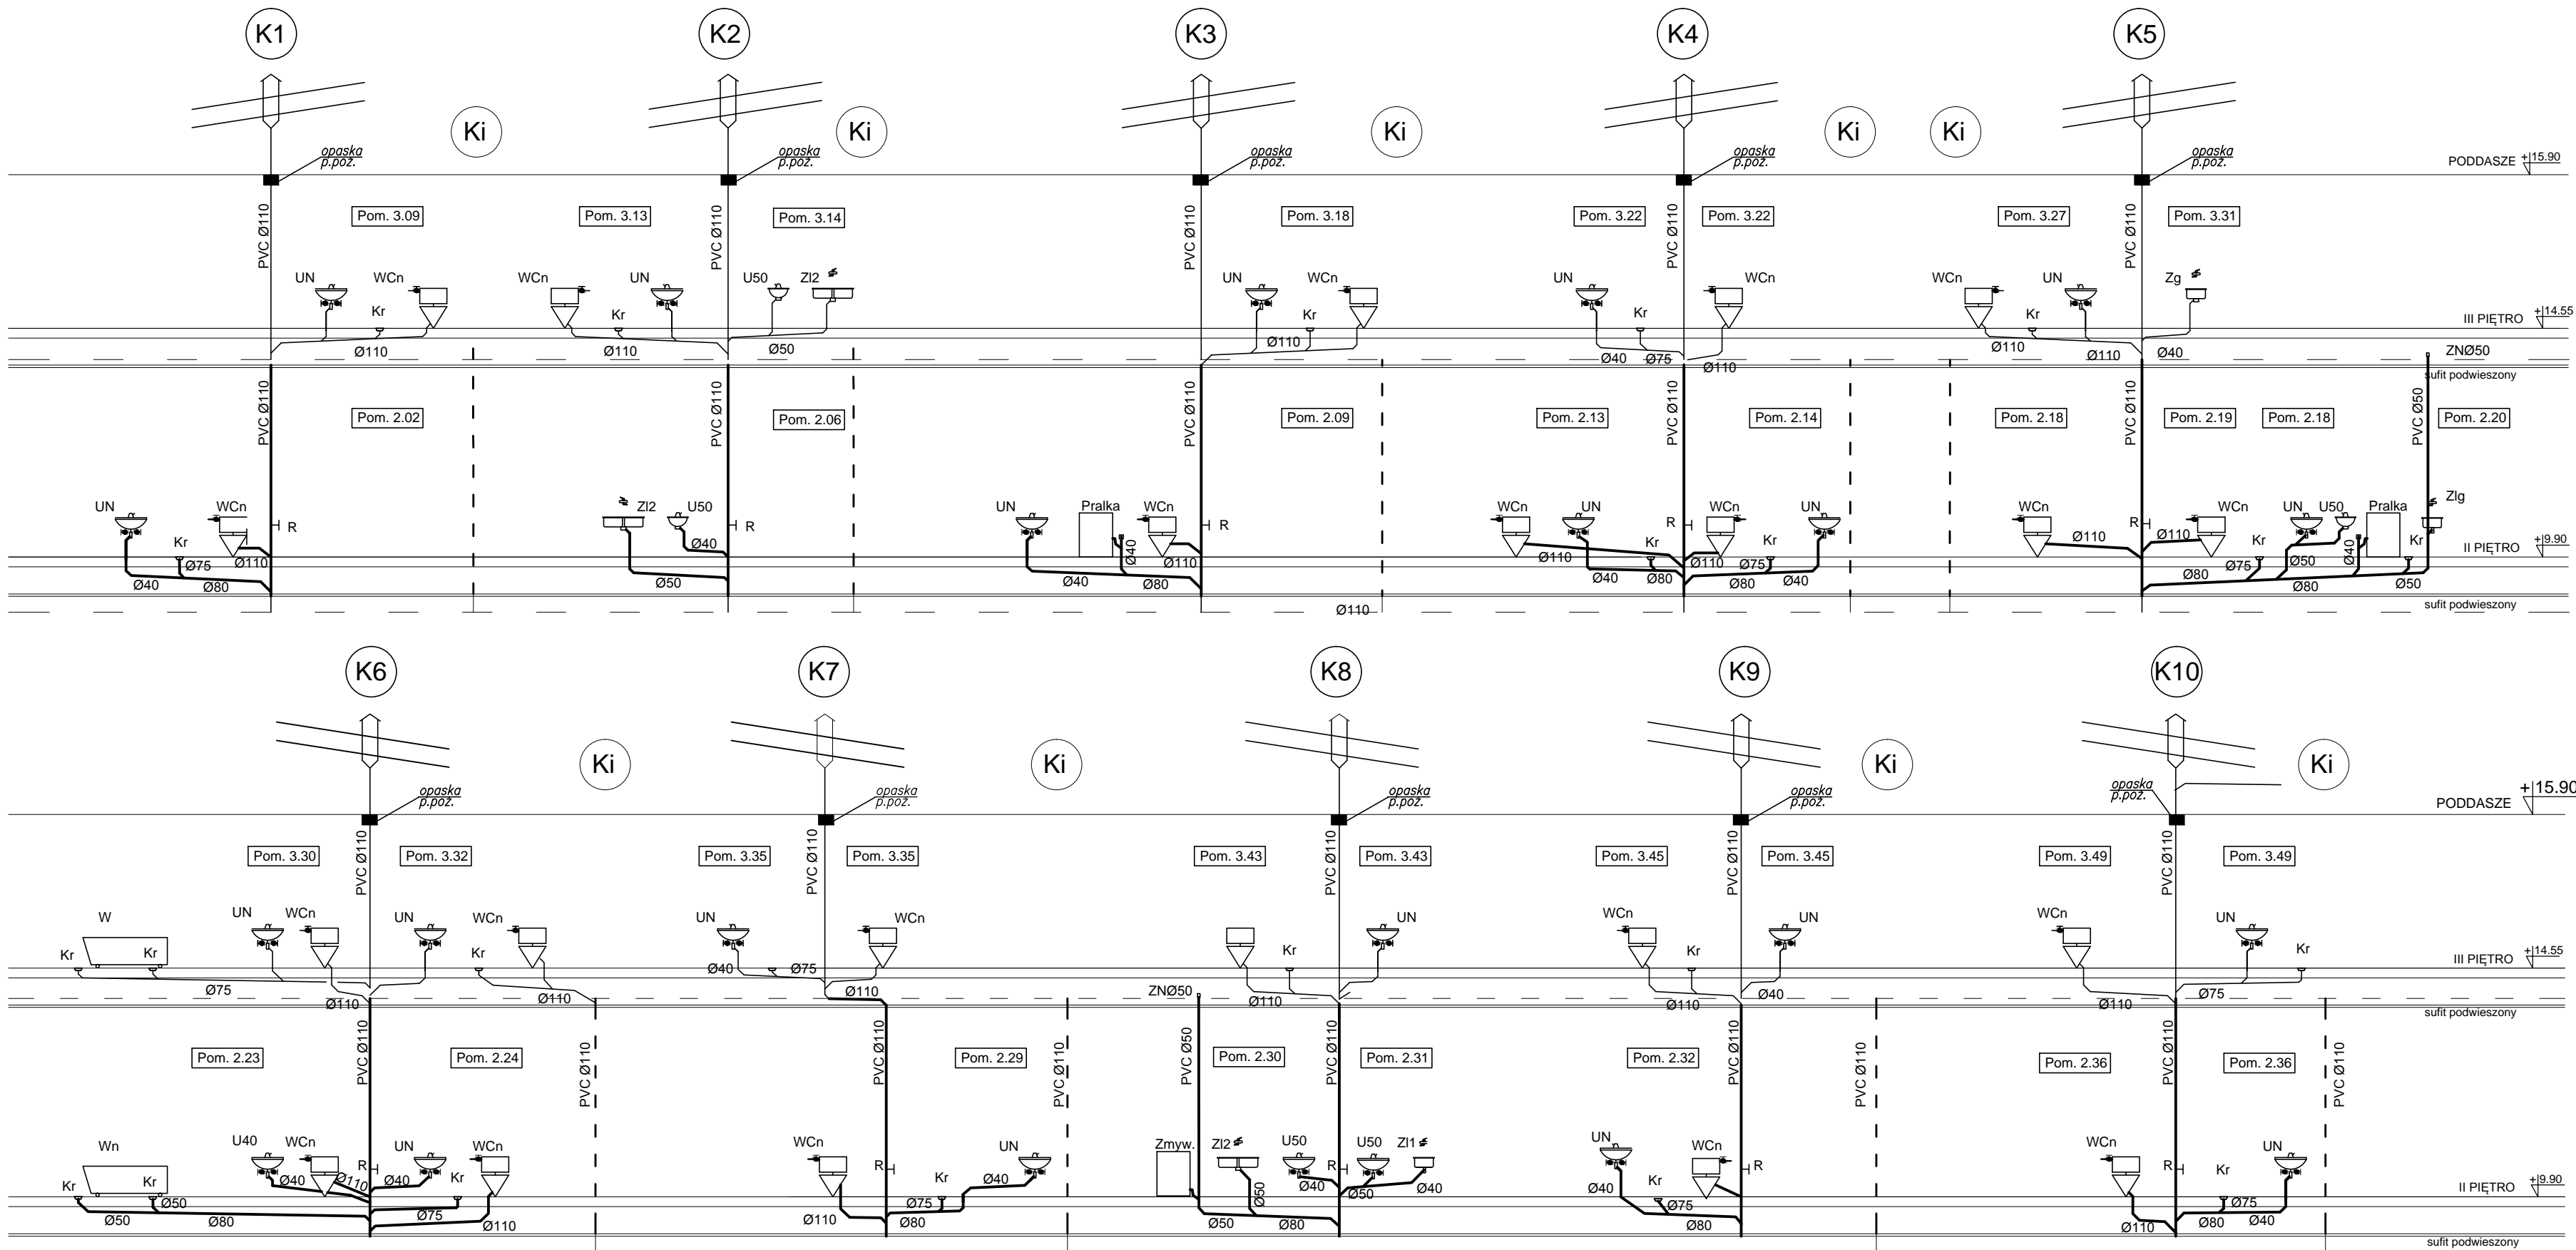 K1
K2
K3
K4
K5
Ki
Ki
Ki
Ki
Ki
opaska
p.poż.
opaska
p.poż.
opaska
p.poż.
opaska
p.poż.
opaska
p.poż.
PODDASZE +15.90
PVC Ø110
PVC Ø110
PVC Ø110
PVC Ø110
PVC Ø110
Pom. 3.09
Pom. 3.13
Pom. 3.14
Pom. 3.18
Pom. 3.22
Pom. 3.22
Pom. 3.27
Pom. 3.31
UN
WCn
WCn
UN
U50
Zl2
UN
WCn
UN
WCn
WCn
UN
Zg
Kr
Kr
Kr
Kr
Kr
III PIĘTRO +14.55
Ø110
Ø110
Ø50
Ø110
Ø40
Ø75
Ø110
Ø110
Ø110
Ø40
ZNØ50
sufit podwieszony
PVC Ø110
PVC Ø110
PVC Ø110
PVC Ø110
PVC Ø110
PVC Ø50
Pom. 2.02
Pom. 2.06
Pom. 2.09
Pom. 2.13
Pom. 2.14
Pom. 2.18
Pom. 2.19
Pom. 2.18
Pom. 2.20
UN
WCn
Zl2
U50
UN
Pralka
WCn
WCn
UN
WCn
UN
WCn
WCn
UN
U50
Pralka
Zlg
R
R
R
R
R
Kr
Kr
Kr
Kr
Kr
II PIĘTRO +9.90
Ø75
Ø110
Ø40
Ø80
Ø40
Ø50
Ø40
Ø110
Ø40
Ø80
Ø110
Ø40
Ø80
Ø110
Ø75
Ø80
Ø40
Ø110
Ø110
Ø80
Ø75
Ø50
Ø40
Ø80
Ø50
Ø110
sufit podwieszony
K6
K7
K8
K9
K10
Ki
Ki
Ki
Ki
opaska
p.poż.
opaska
p.poż.
opaska
p.poż.
opaska
p.poż.
opaska
p.poż.
PODDASZE +15.90
PVC Ø110
PVC Ø110
PVC Ø110
PVC Ø110
PVC Ø110
Pom. 3.30
Pom. 3.32
Pom. 3.35
Pom. 3.35
Pom. 3.43
Pom. 3.43
Pom. 3.45
Pom. 3.45
Pom. 3.49
Pom. 3.49
W
UN
WCn
UN
WCn
UN
WCn
UN
WCn
UN
WCn
UN
Kr
Kr
Kr
Kr
Kr
Kr
III PIĘTRO +14.55
Ø75
Ø110
Ø110
Ø40
Ø75
Ø110
ZNØ50
Ø110
Ø110
Ø40
Ø110
Ø75
sufit podwieszony
PVC Ø110
PVC Ø110
PVC Ø110
PVC Ø110
PVC Ø50
PVC Ø110
PVC Ø110
PVC Ø110
PVC Ø110
PVC Ø110
Pom. 2.23
Pom. 2.24
Pom. 2.29
Pom. 2.30
Pom. 2.31
Pom. 2.32
Pom. 2.36
Pom. 2.36
Wn
U40
WCn
UN
WCn
WCn
UN
Zmyw.
Zl2
U50
U50
Zl1
UN
WCn
WCn
UN
R
R
R
R
R
Kr
Kr
Kr
Kr
Kr
Kr
II PIĘTRO +9.90
Ø50
Ø50
Ø80
Ø40
Ø110
Ø40
Ø75
Ø110
Ø110
Ø75
Ø80
Ø40
Ø50
Ø50
Ø80
Ø40
Ø50
Ø40
Ø40
Ø75
Ø80
Ø110
Ø75
Ø80
Ø40
sufit podwieszony